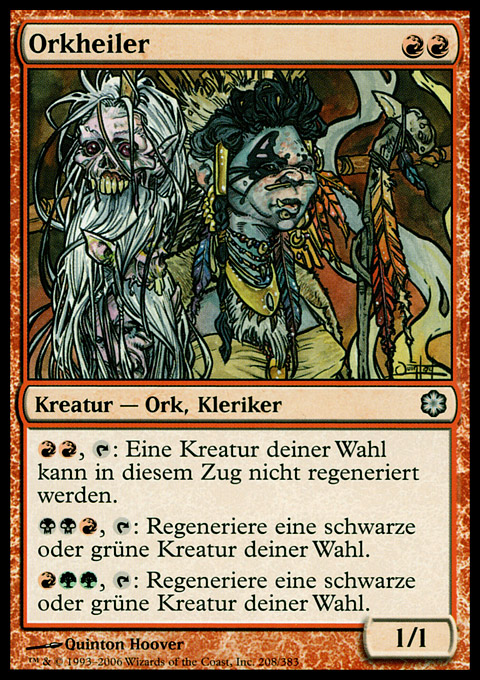 Orkheiler
Kreatur — Ork, Kleriker
, : Eine Kreatur deiner Wahl
kann in diesem Zug nicht regeneriert
werden.
, : Regeneriere eine schwarze
oder grüne Kreatur deiner Wahl.
, : Regeneriere eine schwarze
oder grüne Kreatur deiner Wahl.
Quinton Hoover
1/1
™ & © 1993–2006 Wizards of the Coast, Inc. 208/383